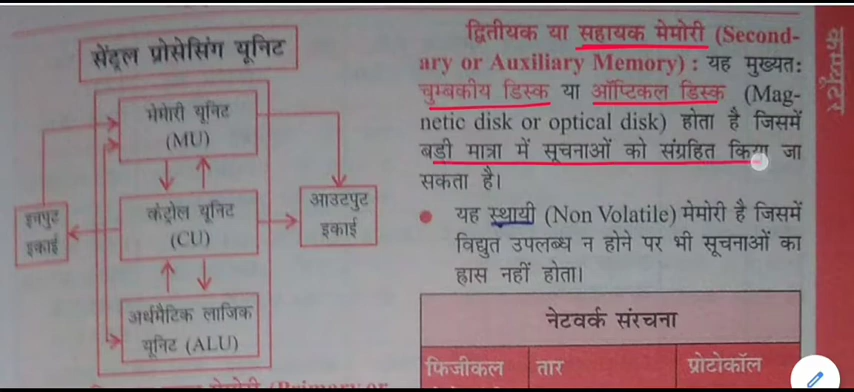 सेंट्रल प्रोसेसिंग यूनिट
मेमोरी यूनिट
(MU)
इनपुट
इकाई
कंट्रोल यूनिट
(CU)
आउटपुट
इकाई
अर्थमैटिक लाजिक
यूनिट (ALU)
द्वितीयक या सहायक मेमोरी (Second-
ary or Auxiliary Memory) : यह मुख्यतः
चुम्बकीय डिस्क या ऑप्टिकल डिस्क (Mag-
netic disk or optical disk) होता है जिसमें
बड़ी मात्रा में सूचनाओं को संग्रहित किया जा
सकता है।
• यह स्थायी (Non Volatile) मेमोरी है जिसमें
विद्युत उपलब्ध न होने पर भी सूचनाओं का
ह्रास नहीं होता।
नेटवर्क संरचना
फिजीकल तार प्रोटोकॉल
कम्प्यूटर